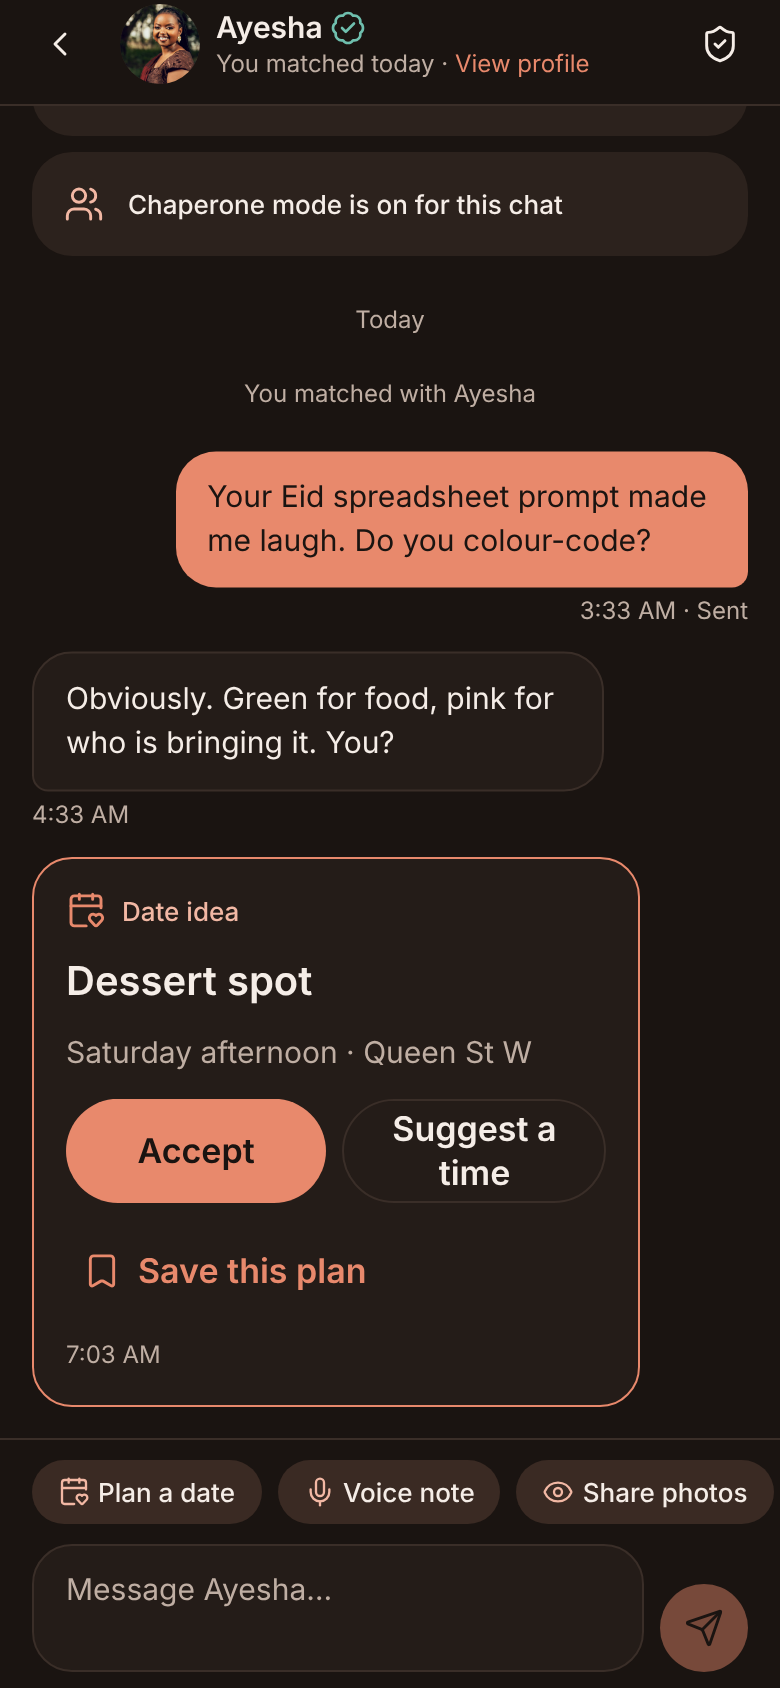 Ayesha
You matched today · View profile
Chaperone mode is on for this chat
Today
You matched with Ayesha
Your Eid spreadsheet prompt made
me laugh. Do you colour-code?
3:33 AM · Sent
Obviously. Green for food, pink for
who is bringing it. You?
4:33 AM
Date idea
Dessert spot
Saturday afternoon · Queen St W
Accept
Suggest a
time
Save this plan
7:03 AM
Plan a date
Voice note
Share photos
Message Ayesha...